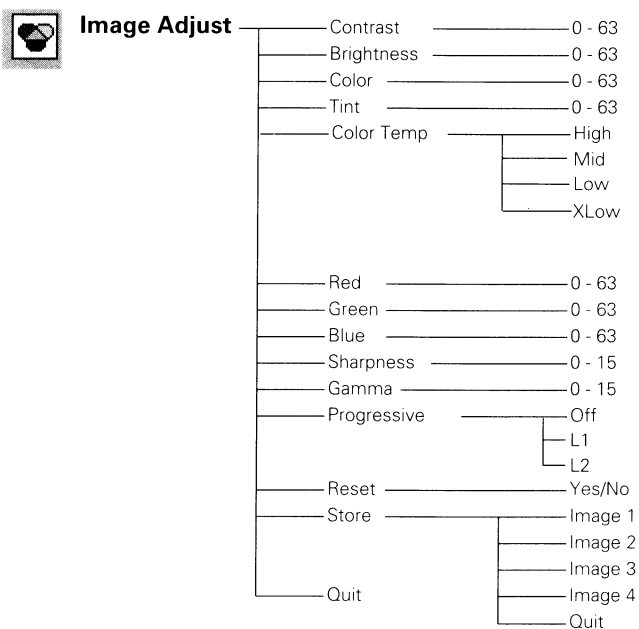 Image Adjust Contrast 0 - 63
Brightness 0 - 63
Color 0 - 63
Tint 0 - 63
Color Temp High
Mid
Low
XLow
Red 0 - 63
Green 0 - 63
Blue 0 - 63
Sharpness 0 - 15
Gamma 0 - 15
Progressive Off
L1
L2
Reset Yes/No
Store Image 1
Image 2
Image 3
Quit Image 4
Quit